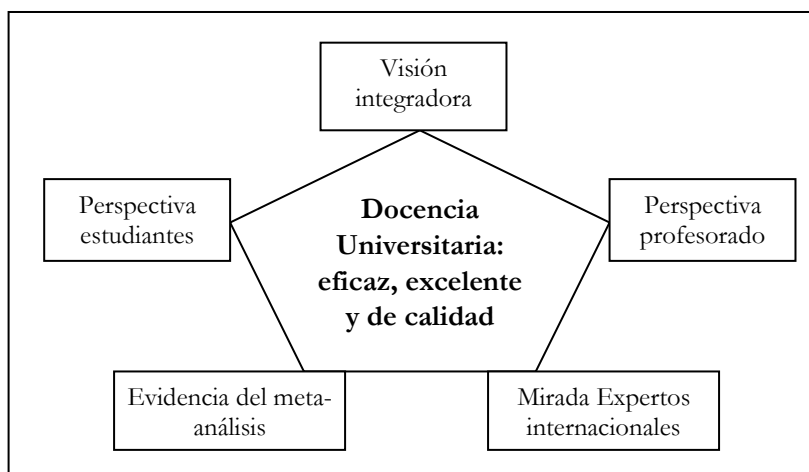 Visión
integradora
Perspectiva
estudiantes
Docencia
Universitaria:
eficaz, excelente
y de calidad
Perspectiva
profesorado
Evidencia del meta-
análisis
Mirada Expertos
internacionales